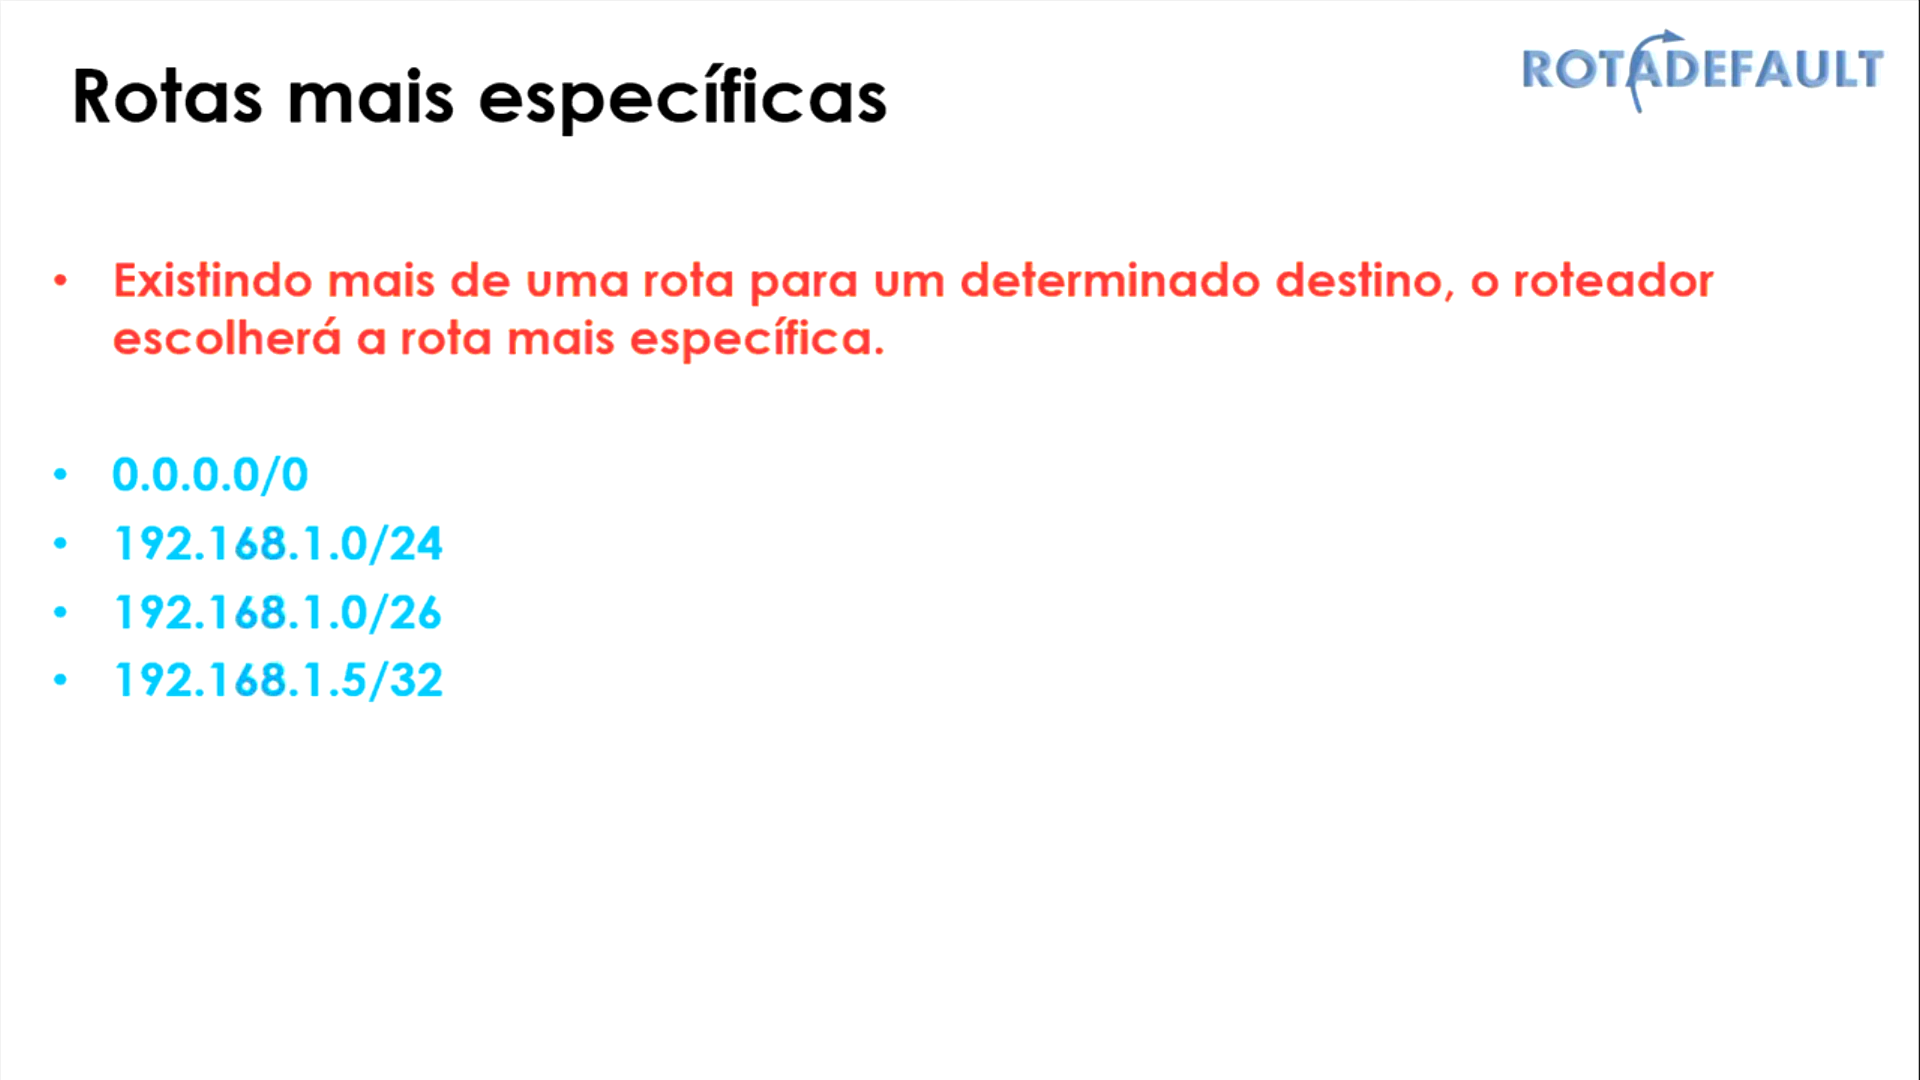 Rotas mais específicas
ROTADEFAULT
• Existindo mais de uma rota para um determinado destino, o roteador
escolherá a rota mais específica.
• 0.0.0.0/0
• 192.168.1.0/24
• 192.168.1.0/26
• 192.168.1.5/32